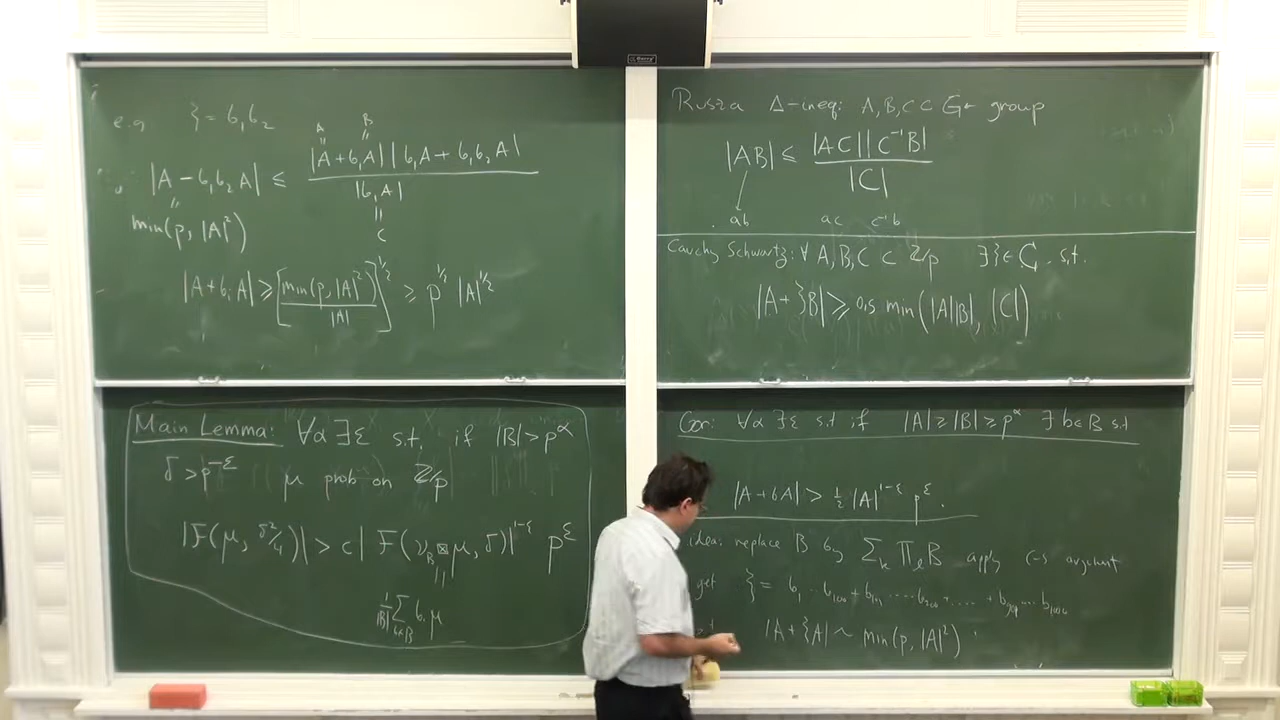 e.g ξ = b₁b₂
A B
|A - b₁b₂A| ≤ |A + b₁A| |b₁A + b₁b₂A| / |b₁A|
C
min(p, |A|²)
|A + bᵢA| ≥ [min(p, |A|²) / |A|]^{1/2} ≥ p^{1/2} |A|^{1/2}
Main Lemma: ∀α ∃ε s.t. if |B| > p^α
δ > p^{-ε} μ prob on ℤ/p
|F(μ, δ²/4)| > c |F(ν_B ⊠ μ, δ)|^{1-ε} p^ε
1/|B| Σ_{b∈B} b.μ
Rusza Δ-ineq: A, B, C ⊂ G ← group
|AB| ≤ |AC| |C⁻¹B| / |C|
ab ac c⁻¹b
Cauchy Schwartz: ∀ A, B, C ⊂ ℤ/p ∃ξ ∈ C s.t.
|A + ξB| ≥ 0,5 min(|A||B|, |C|)
Cor: ∀α ∃ε s.t if |A| ≥ |B| ≥ p^α ∃ b∈B s.t
|A + bA| > ½ |A|^{1-ε} p^ε.
idea: replace B by Σ_k Π_ℓ B apply C-S argument
get ξ = b₁ ... b₁₀₀ + b₁₀₁ ... b₂₀₀ + .... + b₉₀₁ ... b₁₀₀₀
|A + ξA| ~ min(p, |A|²).